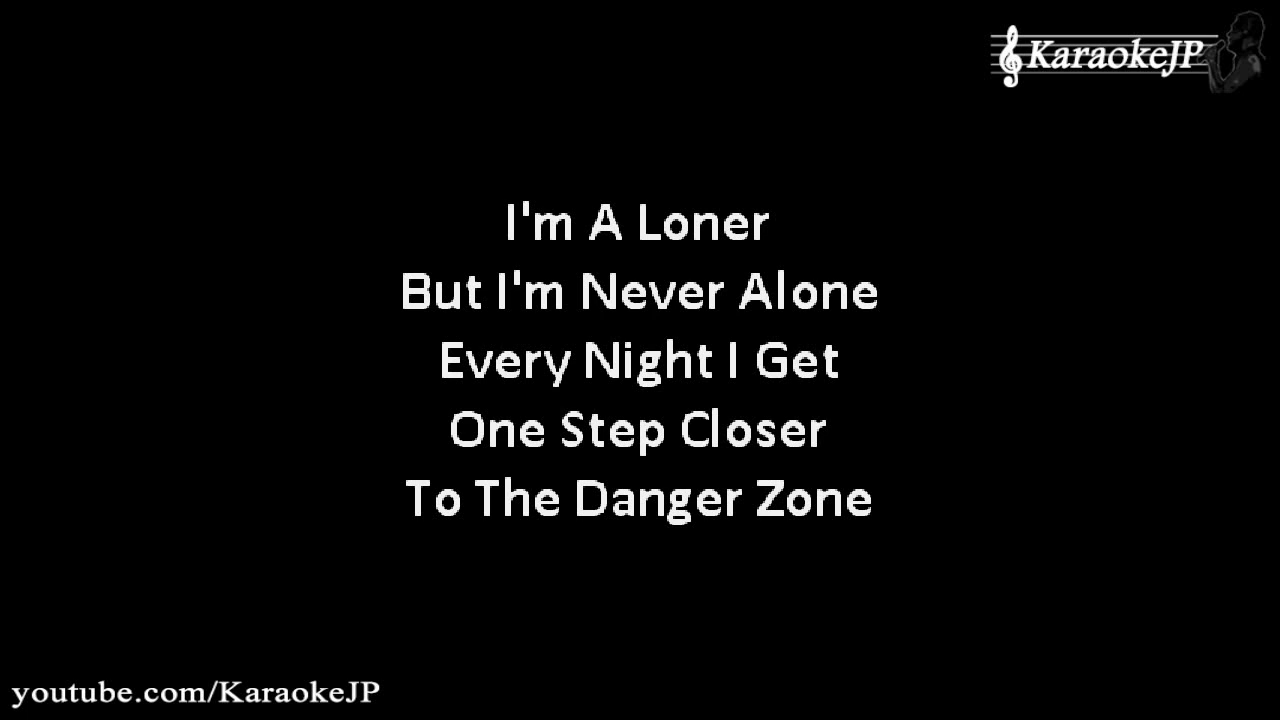 KaraokeJP
I'm A Loner
But I'm Never Alone
Every Night I Get
One Step Closer
To The Danger Zone
youtube.com/KaraokeJP